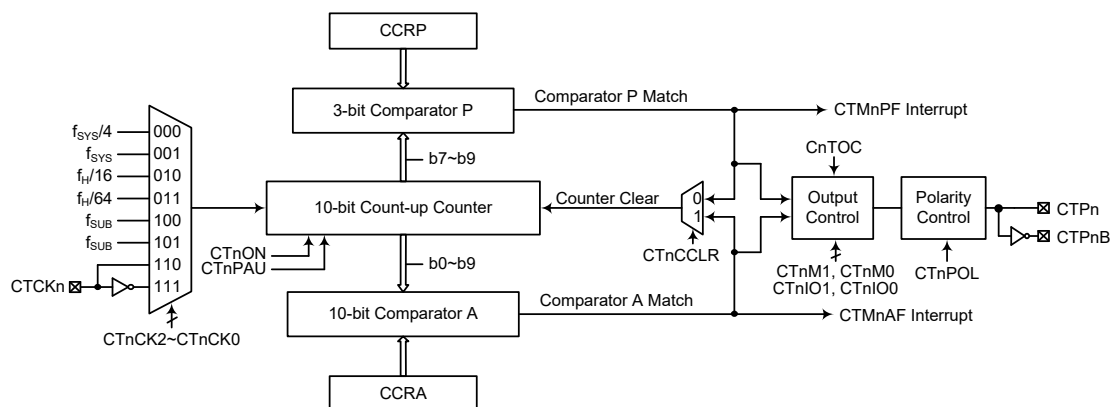 CCRP
3-bit Comparator P
Comparator P Match
CTMnPF Interrupt
b7~b9
fSYS/4
000
fSYS
001
fH/16
010
fH/64
011
fSUB
100
fSUB
101
110
111
CTCKn
CTnCK2~CTnCK0
10-bit Count-up Counter
CTnON
CTnPAU
Counter Clear
0
1
CTnCCLR
CnTOC
Output
Control
CTnM1, CTnM0
CTnIO1, CTnIO0
Polarity
Control
CTnPOL
CTPn
CTPnB
b0~b9
10-bit Comparator A
Comparator A Match
CTMnAF Interrupt
CCRA